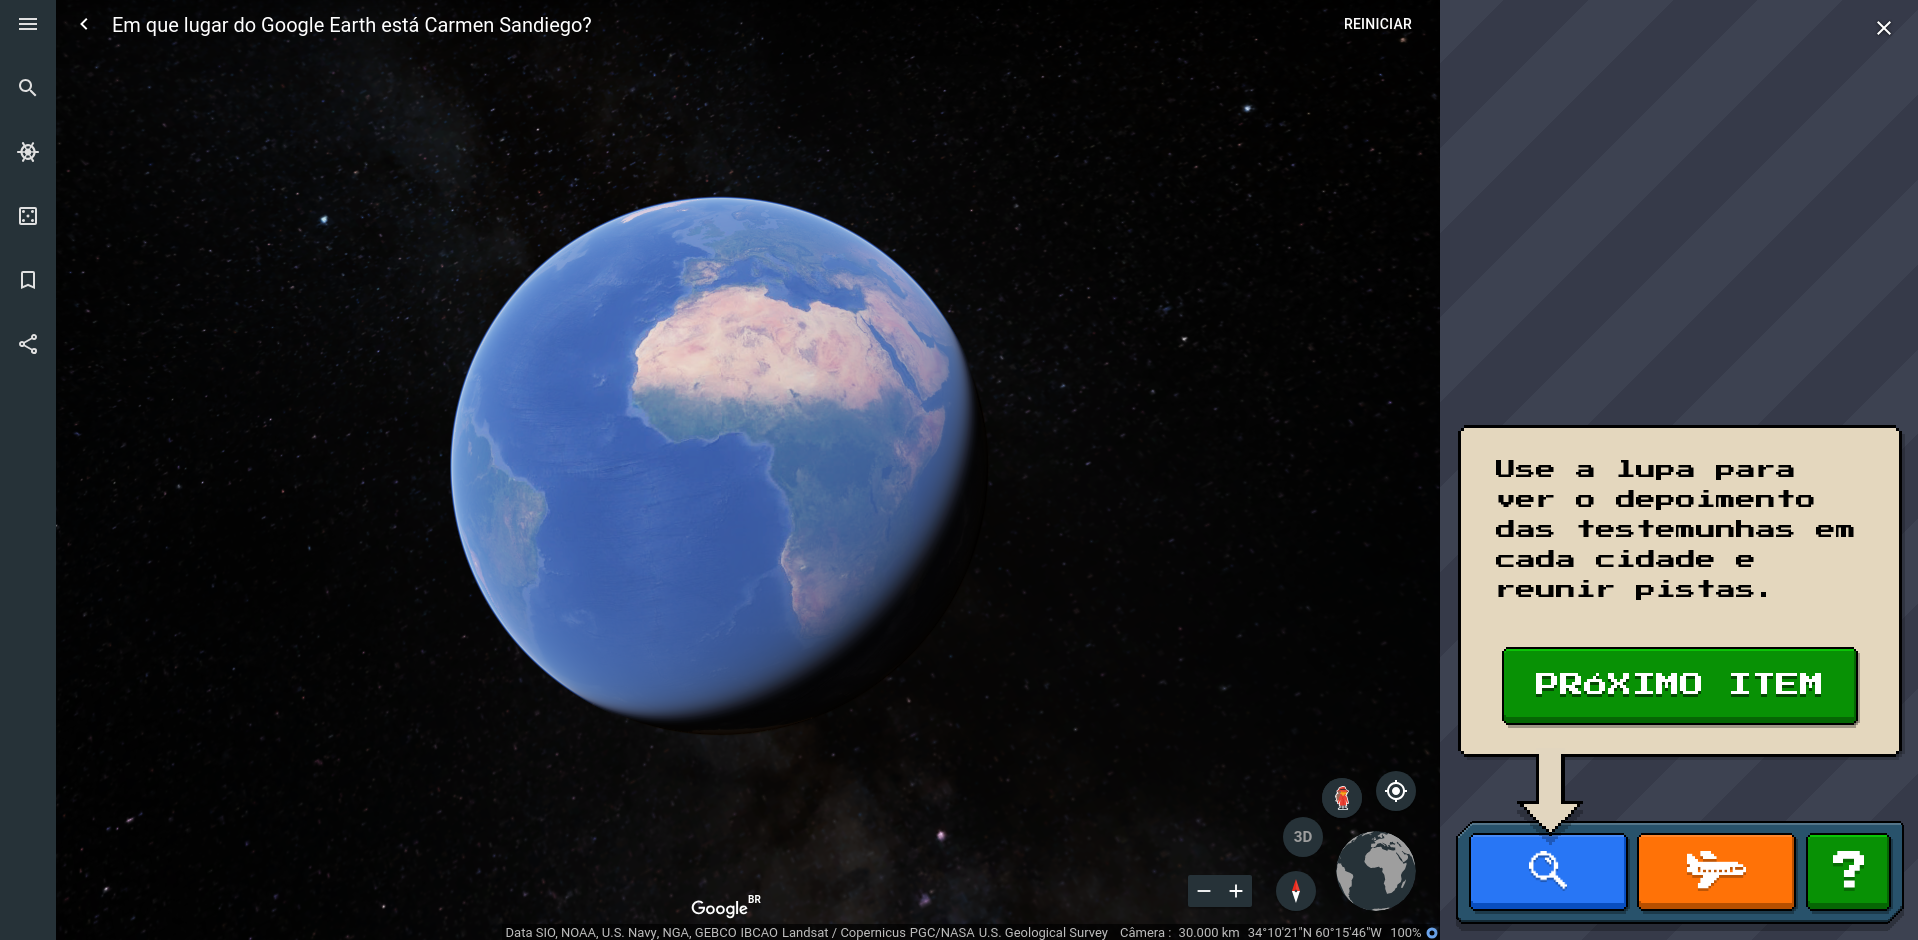 Em que lugar do Google Earth está Carmen Sandiego?
REINICIAR
Use a lupa para
ver o depoimento
das testemunhas em
cada cidade e
reunir pistas.
PRóXIMO ITEM
?
3D
Google BR
Data SIO, NOAA, U.S. Navy, NGA, GEBCO IBCAO Landsat / Copernicus PGC/NASA U.S. Geological Survey Câmera : 30.000 km 34°10'21"N 60°15'46"W 100%